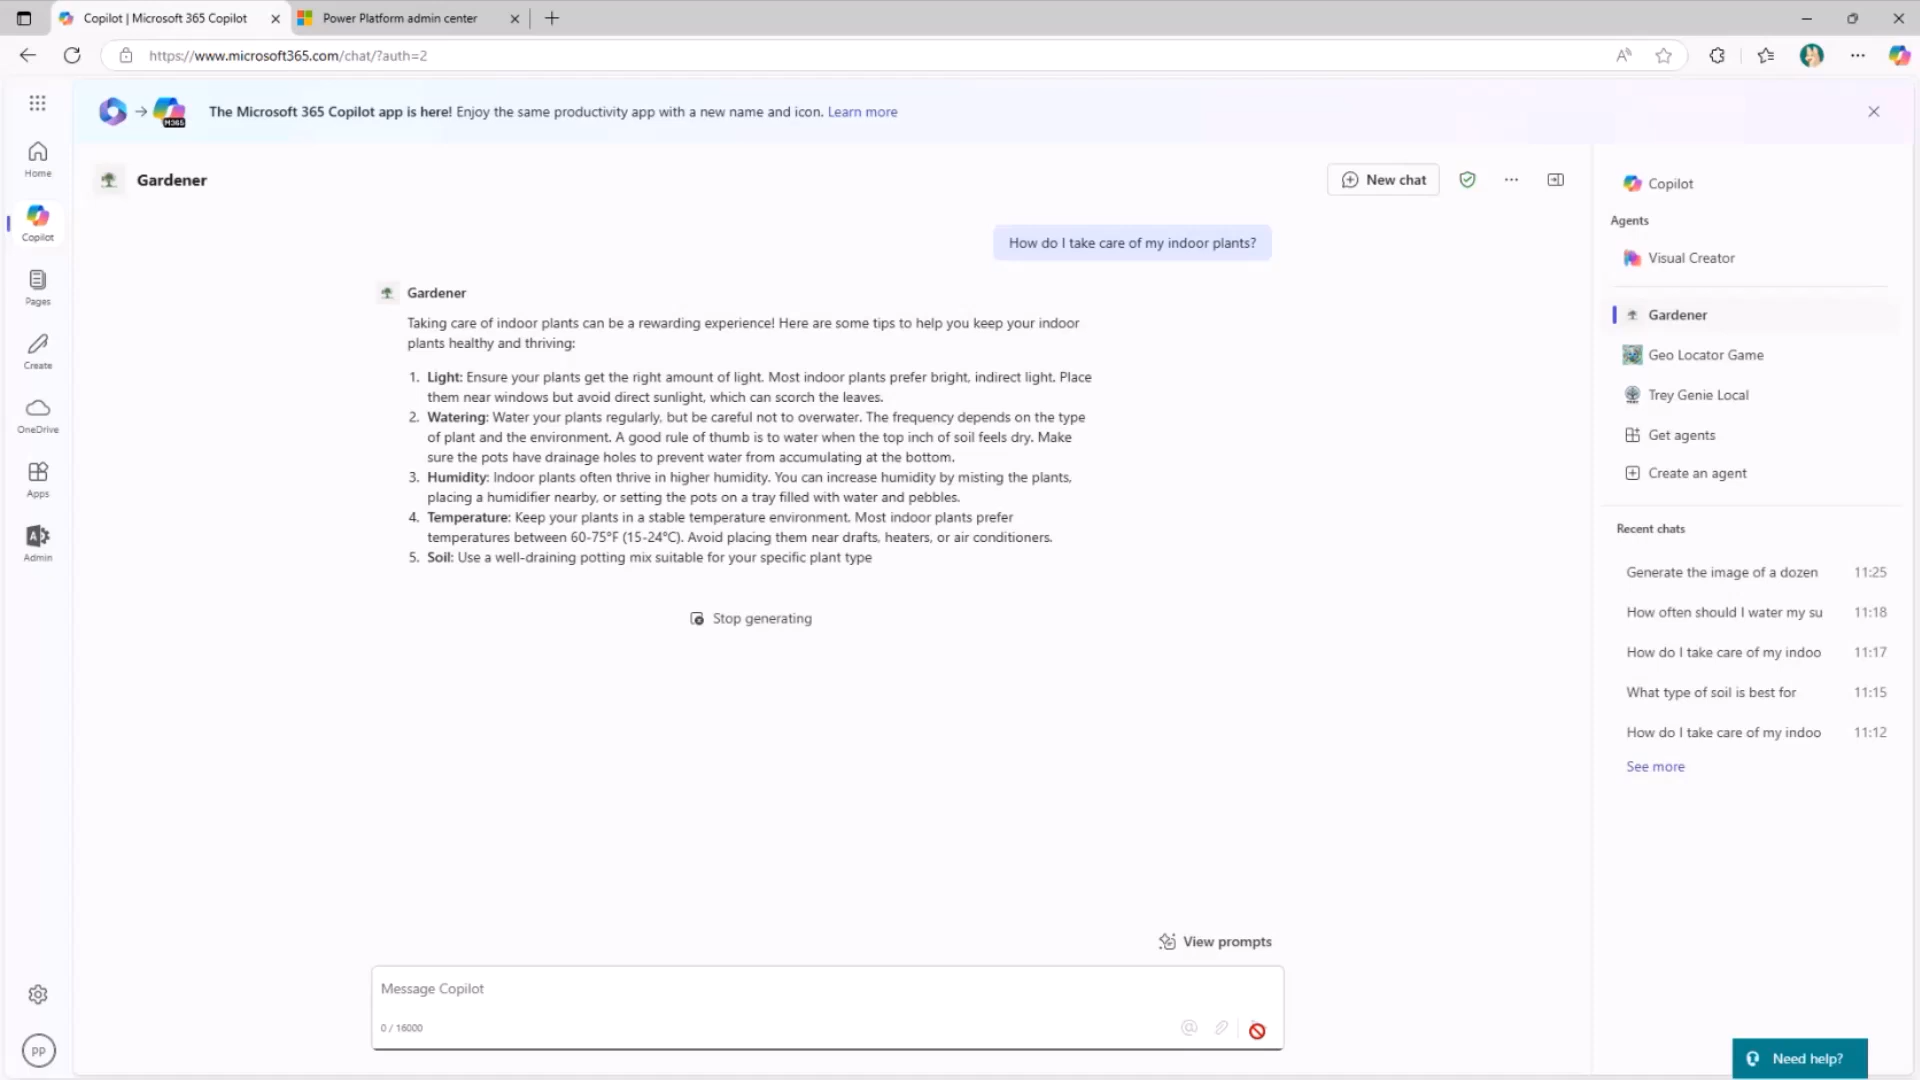 Copilot | Microsoft 365 Copilot
Power Platform admin center
https://www.microsoft365.com/chat/?auth=2
M365
The Microsoft 365 Copilot app is here! Enjoy the same productivity app with a new name and icon. Learn more
Home
Copilot
Pages
Create
OneDrive
Apps
Admin
PP
Gardener
New chat
How do I take care of my indoor plants?
Gardener
Taking care of indoor plants can be a rewarding experience! Here are some tips to help you keep your indoor
plants healthy and thriving:
1. Light: Ensure your plants get the right amount of light. Most indoor plants prefer bright, indirect light. Place
them near windows but avoid direct sunlight, which can scorch the leaves.
2. Watering: Water your plants regularly, but be careful not to overwater. The frequency depends on the type
of plant and the environment. A good rule of thumb is to water when the top inch of soil feels dry. Make
sure the pots have drainage holes to prevent water from accumulating at the bottom.
3. Humidity: Indoor plants often thrive in higher humidity. You can increase humidity by misting the plants,
placing a humidifier nearby, or setting the pots on a tray filled with water and pebbles.
4. Temperature: Keep your plants in a stable temperature environment. Most indoor plants prefer
temperatures between 60-75°F (15-24°C). Avoid placing them near drafts, heaters, or air conditioners.
5. Soil: Use a well-draining potting mix suitable for your specific plant type
Stop generating
View prompts
Message Copilot
0 / 16000
Copilot
Agents
Visual Creator
Gardener
Geo Locator Game
Trey Genie Local
Get agents
Create an agent
Recent chats
Generate the image of a dozen 11:25
How often should I water my su 11:18
How do I take care of my indoo 11:17
What type of soil is best for 11:15
How do I take care of my indoo 11:12
See more
Need help?